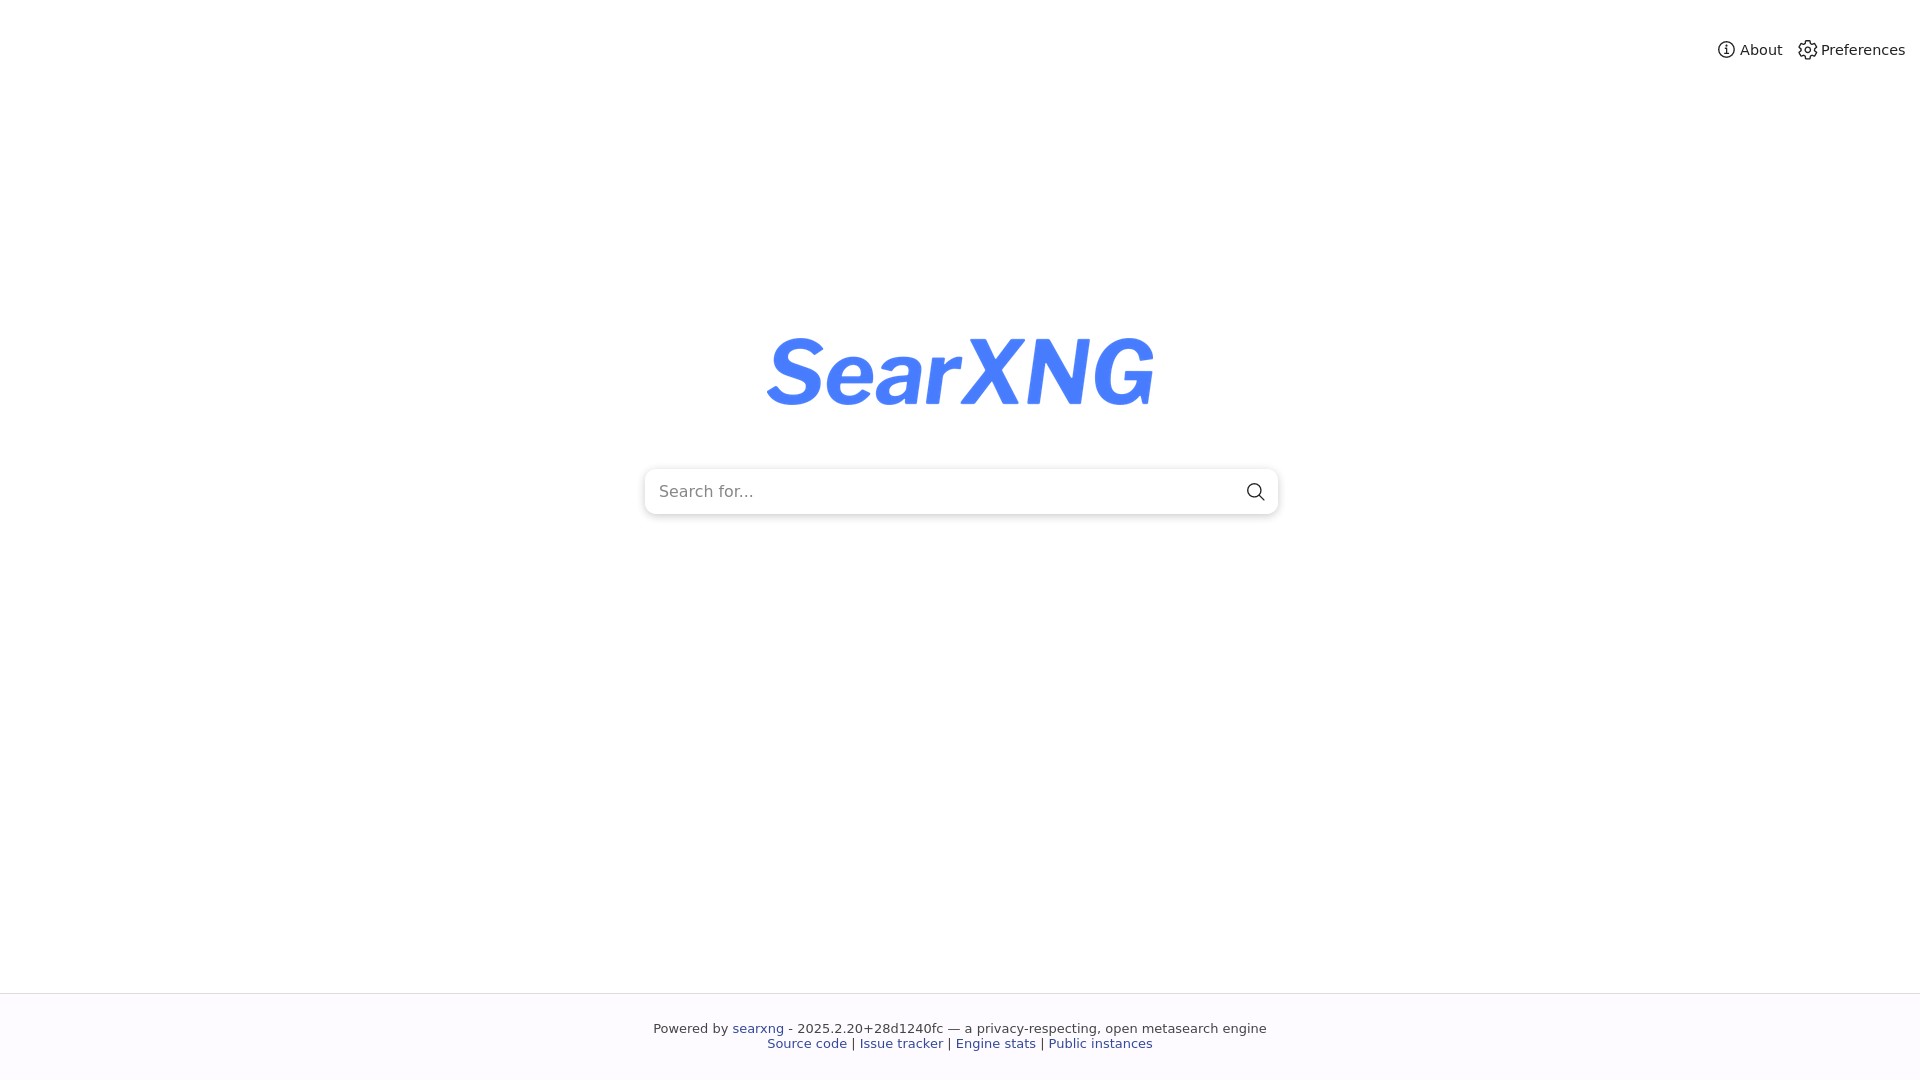 About Preferences
SearXNG
Search for...
Powered by searxng - 2025.2.20+28d1240fc — a privacy-respecting, open metasearch engine
Source code | Issue tracker | Engine stats | Public instances